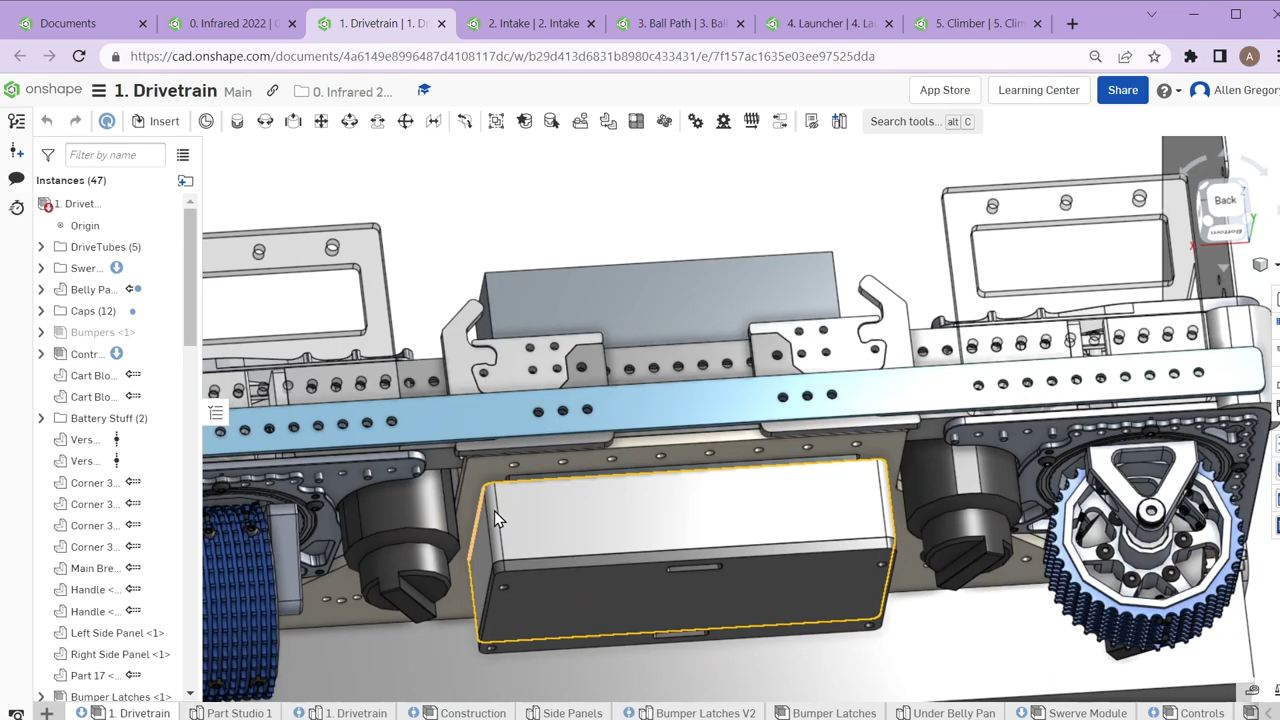 Documents
0. Infrared 2022 |
1. Drivetrain | 1. Dr
2. Intake | 2. Intake
3. Ball Path | 3. Ball
4. Launcher | 4. Lau
5. Climber | 5. Clim
https://cad.onshape.com/documents/4a6149e8996487d4108117dc/w/b29d413d6831b8980c433431/e/7f157ac1635a2c03ee97525dda
A
onshape
1. Drivetrain
Main
0. Infrared 2...
App Store
Learning Center
Share
Allen Gregory
Insert
Search tools...
alt C
Filter by name
Instances (47)
1. Drivet...
Origin
DriveTubes (5)
Swer...
Belly Pa...
Caps (12)
Bumpers <1>
Contr...
Cart Blo...
Cart Blo...
Battery Stuff (2)
Vers...
Vers...
Corner 3...
Corner 3...
Corner 3...
Corner 3...
Main Bre...
Handle <...
Handle <...
Left Side Panel <1>
Right Side Panel <1>
Part 17 <...
Bumper Latches <1>
Back
Bottom
Z
Y
X
1. Drivetrain
Part Studio 1
1. Drivetrain
Construction
Side Panels
Bumper Latches V2
Bumper Latches
Under Belly Pan
Swerve Module
Controls